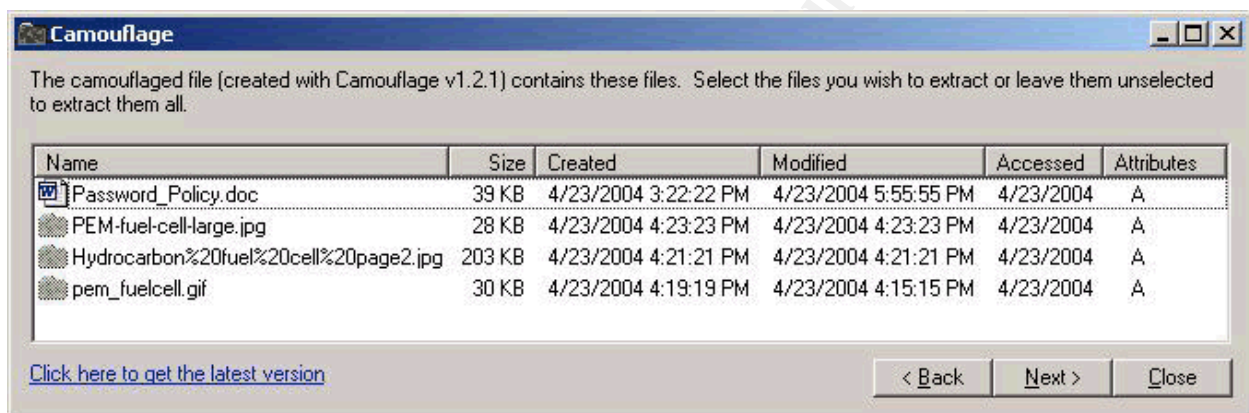 Camouflage
The camouflaged file (created with Camouflage v1.2.1) contains these files. Select the files you wish to extract or leave them unselected
to extract them all.
Name Size Created Modified Accessed Attributes
Password_Policy.doc 39 KB 4/23/2004 3:22:22 PM 4/23/2004 5:55:55 PM 4/23/2004 A
PEM-fuel-cell-large.jpg 28 KB 4/23/2004 4:23:23 PM 4/23/2004 4:23:23 PM 4/23/2004 A
Hydrocarbon%20fuel%20cell%20page2.jpg 203 KB 4/23/2004 4:21:21 PM 4/23/2004 4:21:21 PM 4/23/2004 A
pem_fuelcell.gif 30 KB 4/23/2004 4:19:19 PM 4/23/2004 4:15:15 PM 4/23/2004 A
Click here to get the latest version < Back Next > Close